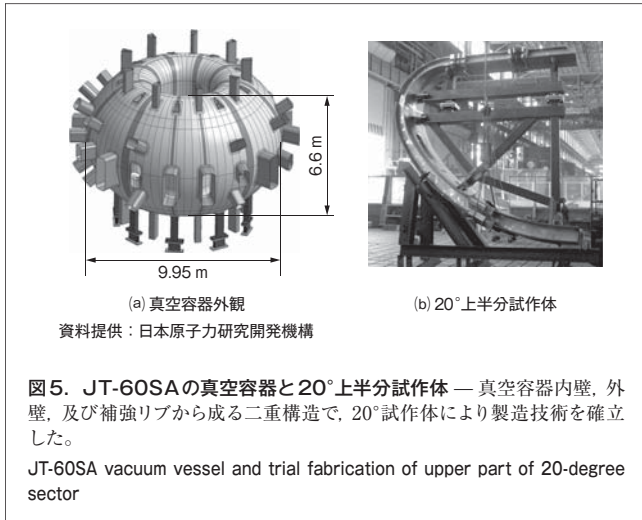 6.6 m
9.95 m
(a) 真空容器外観
(b) 20°上半分試作体
資料提供:日本原子力研究開発機構
図5. JT-60SAの真空容器と20°上半分試作体 — 真空容器内壁, 外
壁, 及び補強リブから成る二重構造で, 20°試作体により製造技術を確立
した。
JT-60SA vacuum vessel and trial fabrication of upper part of 20-degree
sector